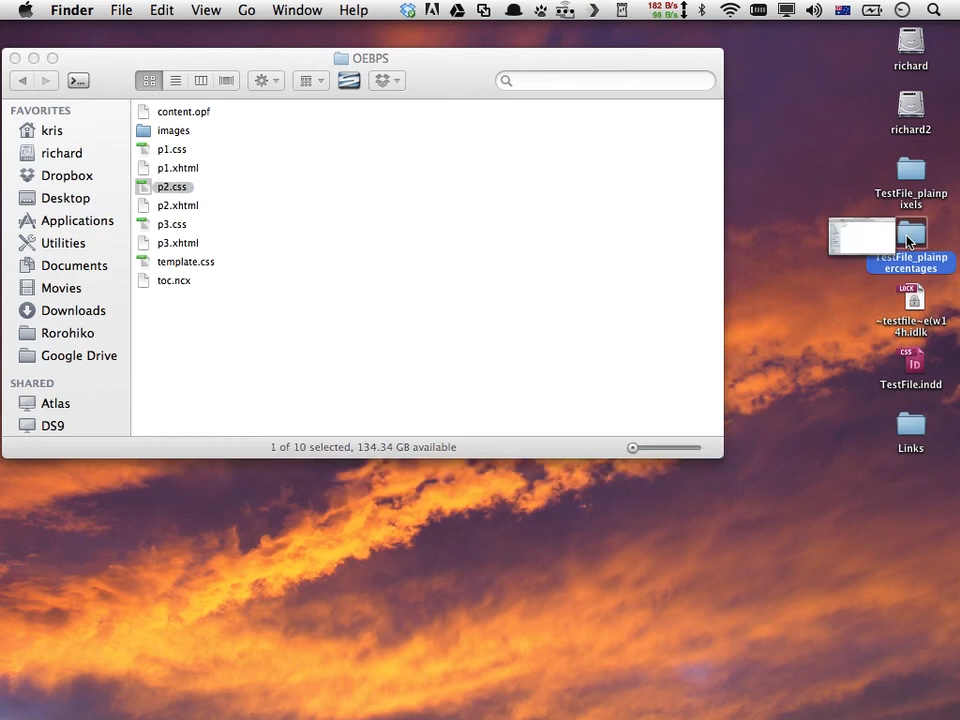 Finder File Edit View Go Window Help
182 B/s
98 B/s
OEBPS
FAVORITES
kris
richard
Dropbox
Desktop
Applications
Utilities
Documents
Movies
Downloads
Rorohiko
Google Drive
SHARED
Atlas
DS9
content.opf
images
p1.css
p1.xhtml
p2.css
p2.xhtml
p3.css
p3.xhtml
template.css
toc.ncx
1 of 10 selected, 134.34 GB available
richard
richard2
TestFile_plainp
ixels
TestFile_plainp
ercentages
LOCK
~testfile~e(w1
4h.idlk
CSS
Id
TestFile.indd
Links